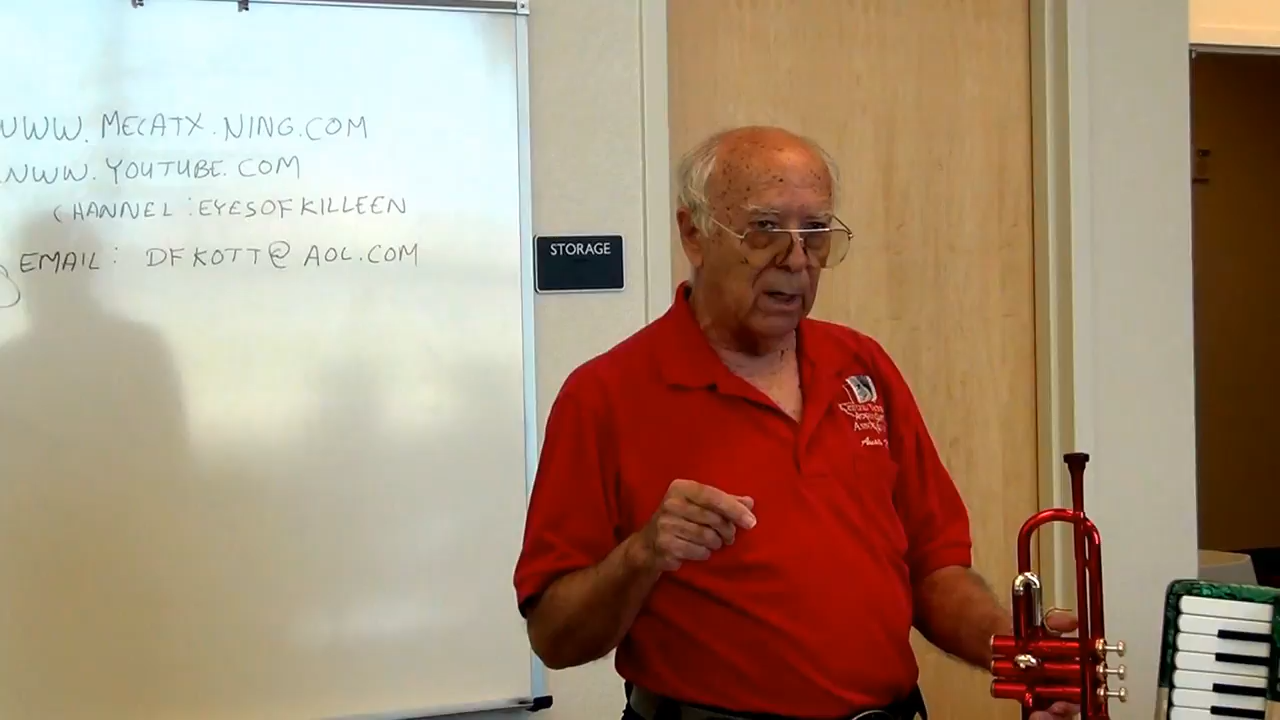 WWW.MECATX.NING.COM
WWW.YOUTUBE.COM
CHANNEL:EYESOFKILLEEN
EMAIL: DFKOTT@AOL.COM
STORAGE